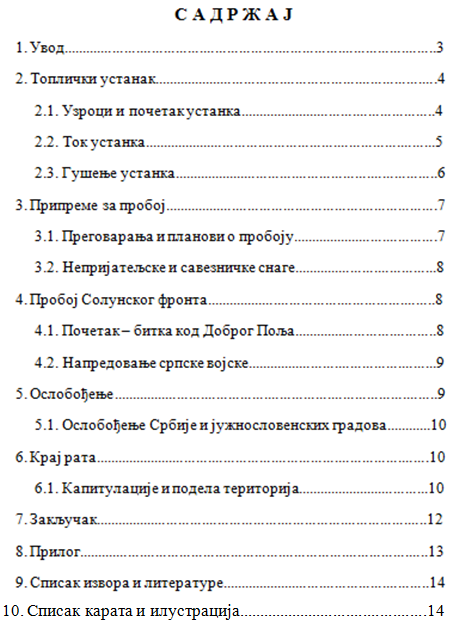 С А Д Р Ж А Ј
1. Увод...............................................................................3
2. Топлички устанак.........................................................4
2.1. Узроци и почетак устанка........................................4
2.2. Ток устанка...............................................................5
2.3. Гушење устанка........................................................6
3. Припреме за пробој......................................................7
3.1. Преговарања и планови о пробоју...........................7
3.2. Непријатељске и савезничке снаге..........................8
4. Пробој Солунског фронта............................................8
4.1. Почетак – битка код Доброг Поља..........................8
4.2. Напредовање српске војске......................................9
5. Ослобођење...................................................................9
5.1. Ослобођење Србије и јужнословенских градова............10
6. Крај рата........................................................................10
6.1. Капитулације и подела територија..........................10
7. Закључак........................................................................12
8. Прилог............................................................................13
9. Списак извора и литературе.........................................14
10. Списак карата и илустрација......................................14